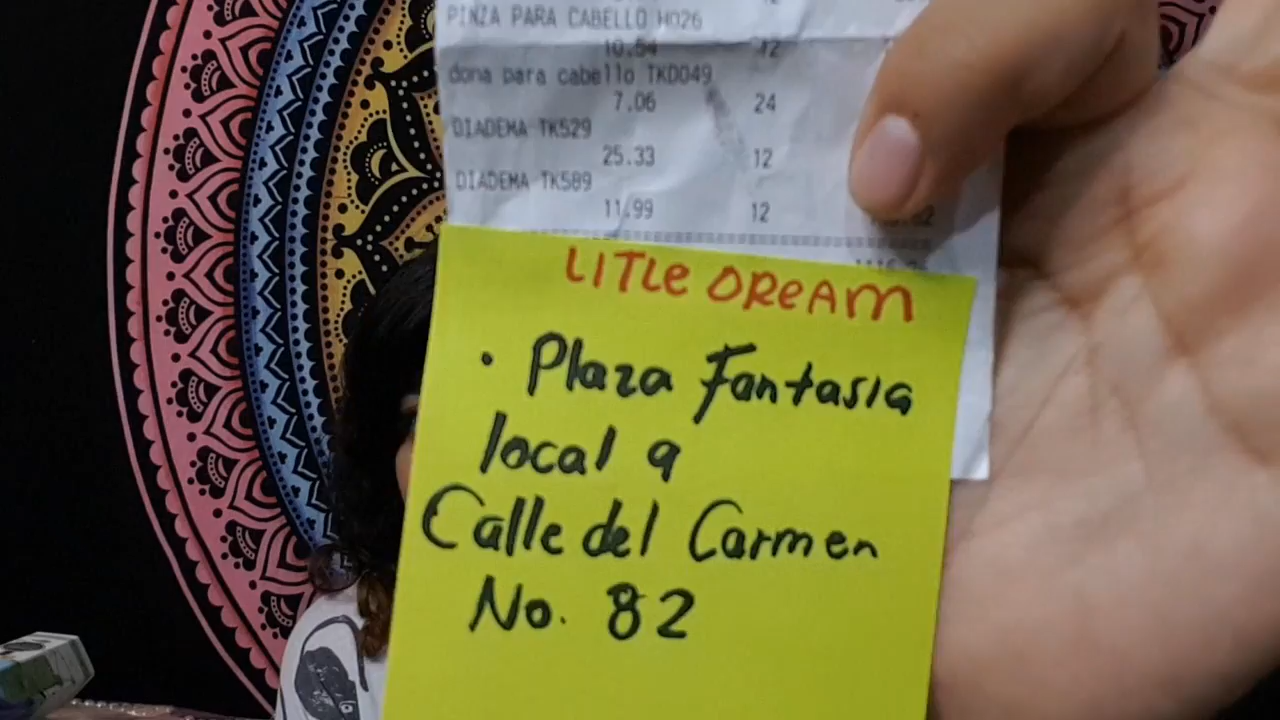 PINZA PARA CABELLO H026
10.54 12
dona para cabello TKD049
7.06 24
DIADEMA TK529
25.33 12
DIADEMA TK589
11.99 12
LITLE DREAM
• Plaza Fantasia
local 9
Calle del Carmen
No. 82